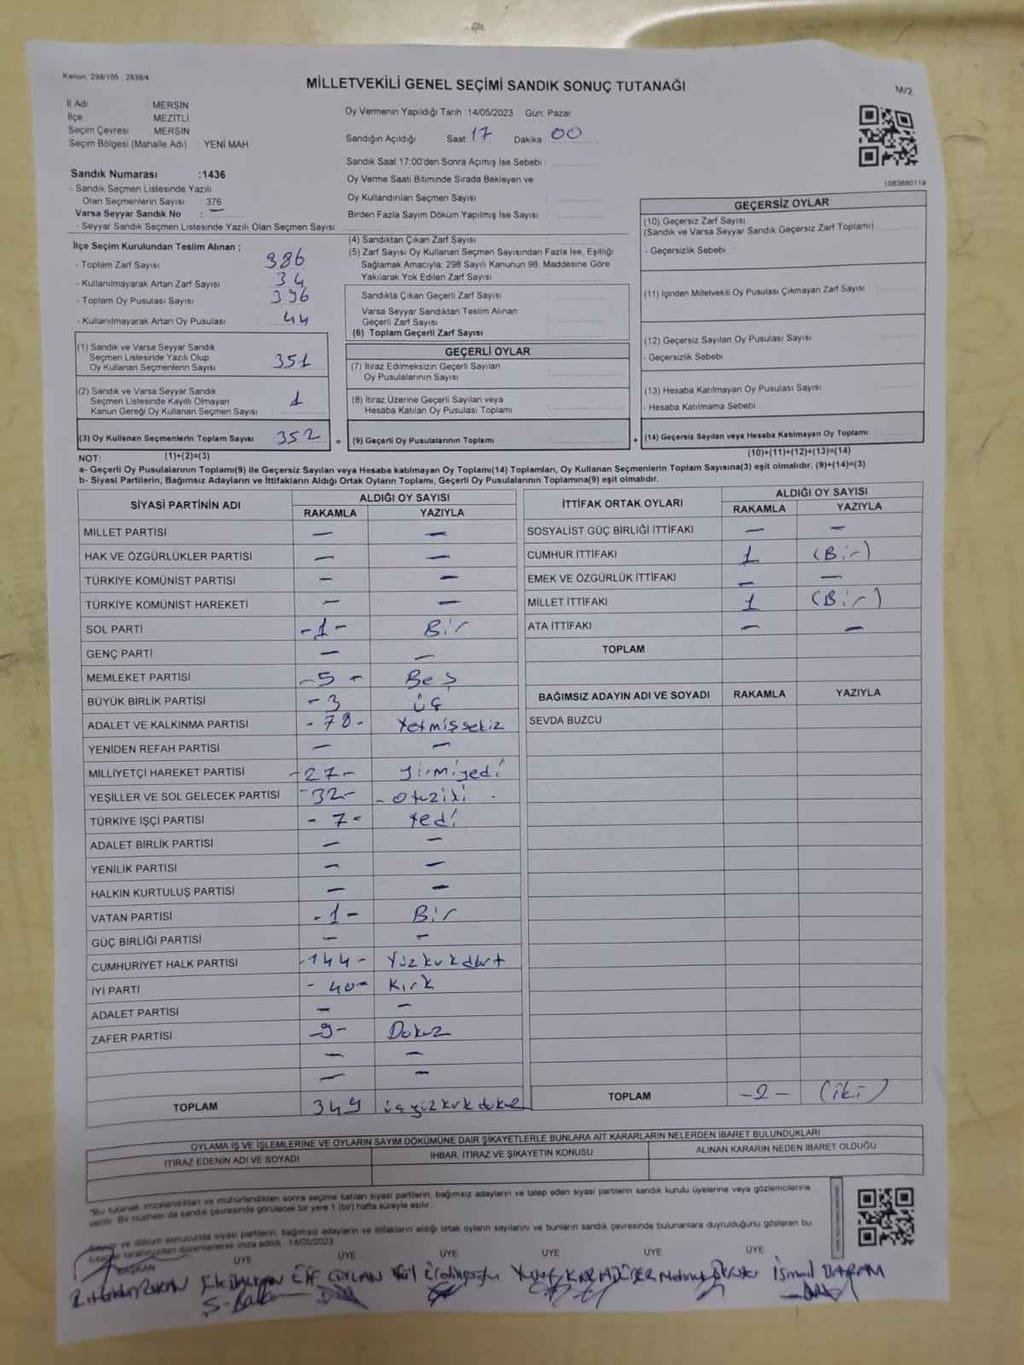 Kanun: 298/105 , 2839/4
MİLLETVEKİLİ GENEL SEÇİMİ SANDIK SONUÇ TUTANAĞI
M/2
İl Adı MERSİN
İlçe MEZİTLİ
Seçim Çevresi MERSİN
Seçim Bölgesi (Mahalle Adı) : YENİ MAH.
Oy Vermenin Yapıldığı Tarih 14/05/2023 Gün: Pazar
Sandığın Açıldığı Saat 17 Dakika 00
Sandık Saat 17:00'den Sonra Açımış İse Sebebi
Oy Verme Saati Bitiminde Sırada Bekleyen ve
Oy Kullandırılan Seçmen Sayısı
Birden Fazla Sayım Döküm Yapılmış İse Sayısı
Sandık Numarası :1436
- Sandık Seçmen Listesinde Yazılı
Olan Seçmenlerin Sayısı : 376
Varsa Seyyar Sandık No : —
- Seyyar Sandık Seçmen Listesinde Yazılı Olan Seçmen Sayısı
İlçe Seçim Kurulundan Teslim Alınan ;
- Toplam Zarf Sayısı 386
- Kullanılmayarak Artan Zarf Sayısı 34
- Toplam Oy Pusulası Sayısı 396
- Kullanılmayarak Artan Oy Pusulası 44
(1) Sandık ve Varsa Seyyar Sandık
Seçmen Listesinde Yazılı Olup
Oy Kullanan Seçmenlerin Sayısı 351
(2) Sandık ve Varsa Seyyar Sandık
Seçmen Listesinde Kayıtlı Olmayan
Kanun Gereği Oy Kullanan Seçmen Sayısı 1
(3) Oy Kullanan Seçmenlerin Toplam Sayısı 352 =
(4) Sandıktan Çıkan Zarf Sayısı
(5) Zarf Sayısı Oy Kullanan Seçmen Sayısından Fazla İse, Eşitliği
Sağlamak Amacıyla; 298 Sayılı Kanunun 98. Maddesine Göre
Yakılarak Yok Edilen Zarf Sayısı
Sandıkta Çıkan Geçerli Zarf Sayısı
Varsa Seyyar Sandıktan Teslim Alınan
Geçerli Zarf Sayısı
(6) Toplam Geçerli Zarf Sayısı
GEÇERLİ OYLAR
(7) İtiraz Edilmeksizin Geçerli Sayılan
Oy Pusulalarının Sayısı
(8) İtiraz Üzerine Geçerli Sayılan veya
Hesaba Katılan Oy Pusulası Toplamı
(9) Geçerli Oy Pusulalarının Toplamı +
1083680119
GEÇERSİZ OYLAR
(10) Geçersiz Zarf Sayısı
(Sandık ve Varsa Seyyar Sandık Geçersiz Zarf Toplamı)
- Geçersizlik Sebebi :
(11) İçinden Milletvekili Oy Pusulası Çıkmayan Zarf Sayısı
(12) Geçersiz Sayılan Oy Pusulası Sayısı
- Geçersizlik Sebebi
(13) Hesaba Katılmayan Oy Pusulası Sayısı
- Hesaba Katılmama Sebebi
(14) Geçersiz Sayılan veya Hesaba Katılmayan Oy Toplamı
NOT: (1)+(2)=(3) (10)+(11)+(12)+(13)=(14)
a- Geçerli Oy Pusulalarının Toplamı(9) ile Geçersiz Sayılan veya Hesaba katılmayan Oy Toplamı(14) Toplamları, Oy Kullanan Seçmenlerin Toplam Sayısına(3) eşit olmalıdır. (9)+(14)=(3)
b- Siyasi Partilerin, Bağımsız Adayların ve İttifakların Aldığı Ortak Oyların Toplamı, Geçerli Oy Pusulalarının Toplamına(9) eşit olmalıdır.
SİYASİ PARTİNİN ADI ALDIĞI OY SAYISI
RAKAMLA YAZIYLA
MİLLET PARTİSİ — —
HAK VE ÖZGÜRLÜKLER PARTİSİ — —
TÜRKİYE KOMÜNİST PARTİSİ — —
TÜRKİYE KOMÜNİST HAREKETİ — —
SOL PARTİ -1- Bir
GENÇ PARTİ — —
MEMLEKET PARTİSİ -5- Beş
BÜYÜK BİRLİK PARTİSİ -3 üç
ADALET VE KALKINMA PARTİSİ -78- Yetmişsekiz
YENİDEN REFAH PARTİSİ — —
MİLLİYETÇİ HAREKET PARTİSİ -27- Yirmiyedi
YEŞİLLER VE SOL GELECEK PARTİSİ -32- - otuziki -
TÜRKİYE İŞÇİ PARTİSİ -7- Yedi
ADALET BİRLİK PARTİSİ — —
YENİLİK PARTİSİ — —
HALKIN KURTULUŞ PARTİSİ — —
VATAN PARTİSİ -1- Bir
GÜÇ BİRLİĞİ PARTİSİ — —
CUMHURİYET HALK PARTİSİ -144- Yüzkırkdört
İYİ PARTİ -40- Kırk
ADALET PARTİSİ — —
ZAFER PARTİSİ -9- Dokuz
— —
— —
TOPLAM 349 üçyüzkırkdokuz
İTTİFAK ORTAK OYLARI ALDIĞI OY SAYISI
RAKAMLA YAZIYLA
SOSYALİST GÜÇ BİRLİĞİ İTTİFAKI — —
CUMHUR İTTİFAKI 1 (Bir)
EMEK VE ÖZGÜRLÜK İTTİFAKI — —
MİLLET İTTİFAKI 1 (Bir)
ATA İTTİFAKI — —
TOPLAM
BAĞIMSIZ ADAYIN ADI VE SOYADI RAKAMLA YAZIYLA
SEVDA BUZCU
TOPLAM -2- (iki)
OYLAMA İŞ VE İŞLEMLERİNE VE OYLARIN SAYIM DÖKÜMÜNE DAİR ŞİKAYETLERLE BUNLARA AİT KARARLARIN NELERDEN İBARET BULUNDUKLARI
İTİRAZ EDENİN ADI VE SOYADI İHBAR, İTİRAZ VE ŞİKAYETİN KONUSU ALINAN KARARIN NEDEN İBARET OLDUĞU
"Bu tutanak imzalandıktan ve mühürlendikten sonra seçime katılan siyasi partilerin, bağımsız adayların ve talep eden siyasi partilerin sandık kurulu üyelerine veya gözlemcilerine
verilir. Bir nüshası da sandık çevresinde görülecek bir yere 1 (bir) hafta süreyle asılır.
Sayım ve döküm sonucunda siyasi partilerin, bağımsız adayların ve ittifakların aldığı ortak oyların sayılarını ve bunların sandık çevresinde bulunanlara duyrulduğunu gösteren bu
tutanak tarafımızdan düzenlenerek imza edildi. 14/05/2023
BAŞKAN ÜYE ÜYE ÜYE ÜYE ÜYE ÜYE
Elif CEYLAN Yusuf KARADÜBER İsmail BAYRAM